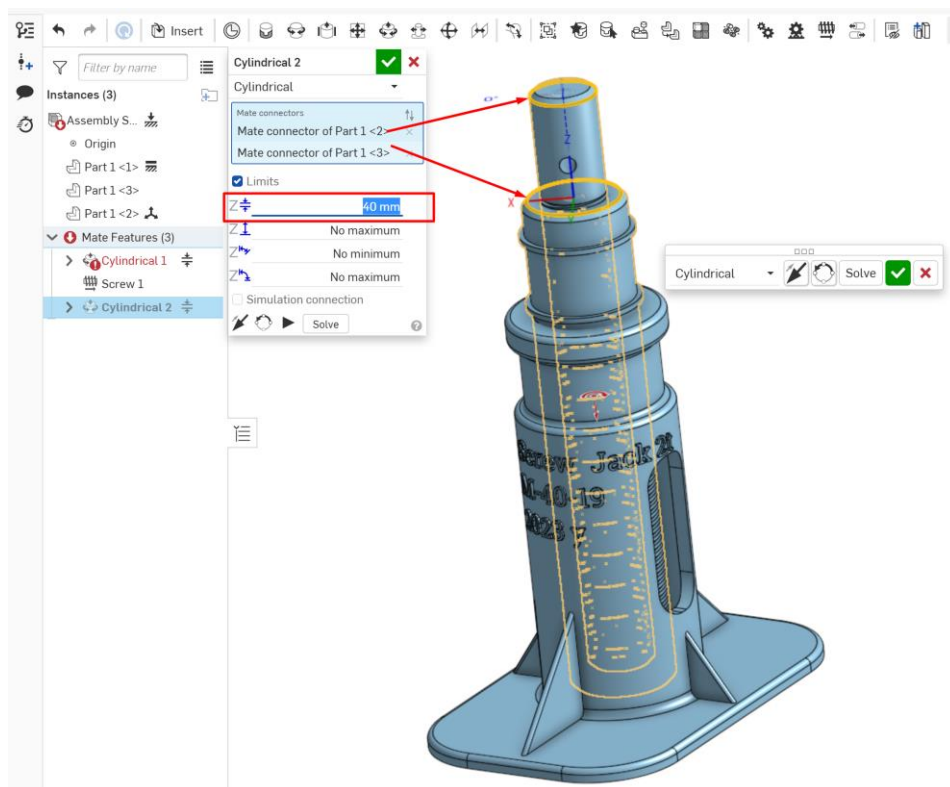 Insert
Filter by name
Instances (3)
Assembly S...
Origin
Part 1 <1>
Part 1 <3>
Part 1 <2>
Mate Features (3)
Cylindrical 1
Screw 1
Cylindrical 2
Cylindrical 2
Cylindrical
Mate connectors
Mate connector of Part 1 <2>
Mate connector of Part 1 <3>
Limits
Z 40 mm
Z No maximum
Z No minimum
Z No maximum
Simulation connection
Solve
Z
X
Y
Jack
M-40-19
2023 y
Cylindrical Solve